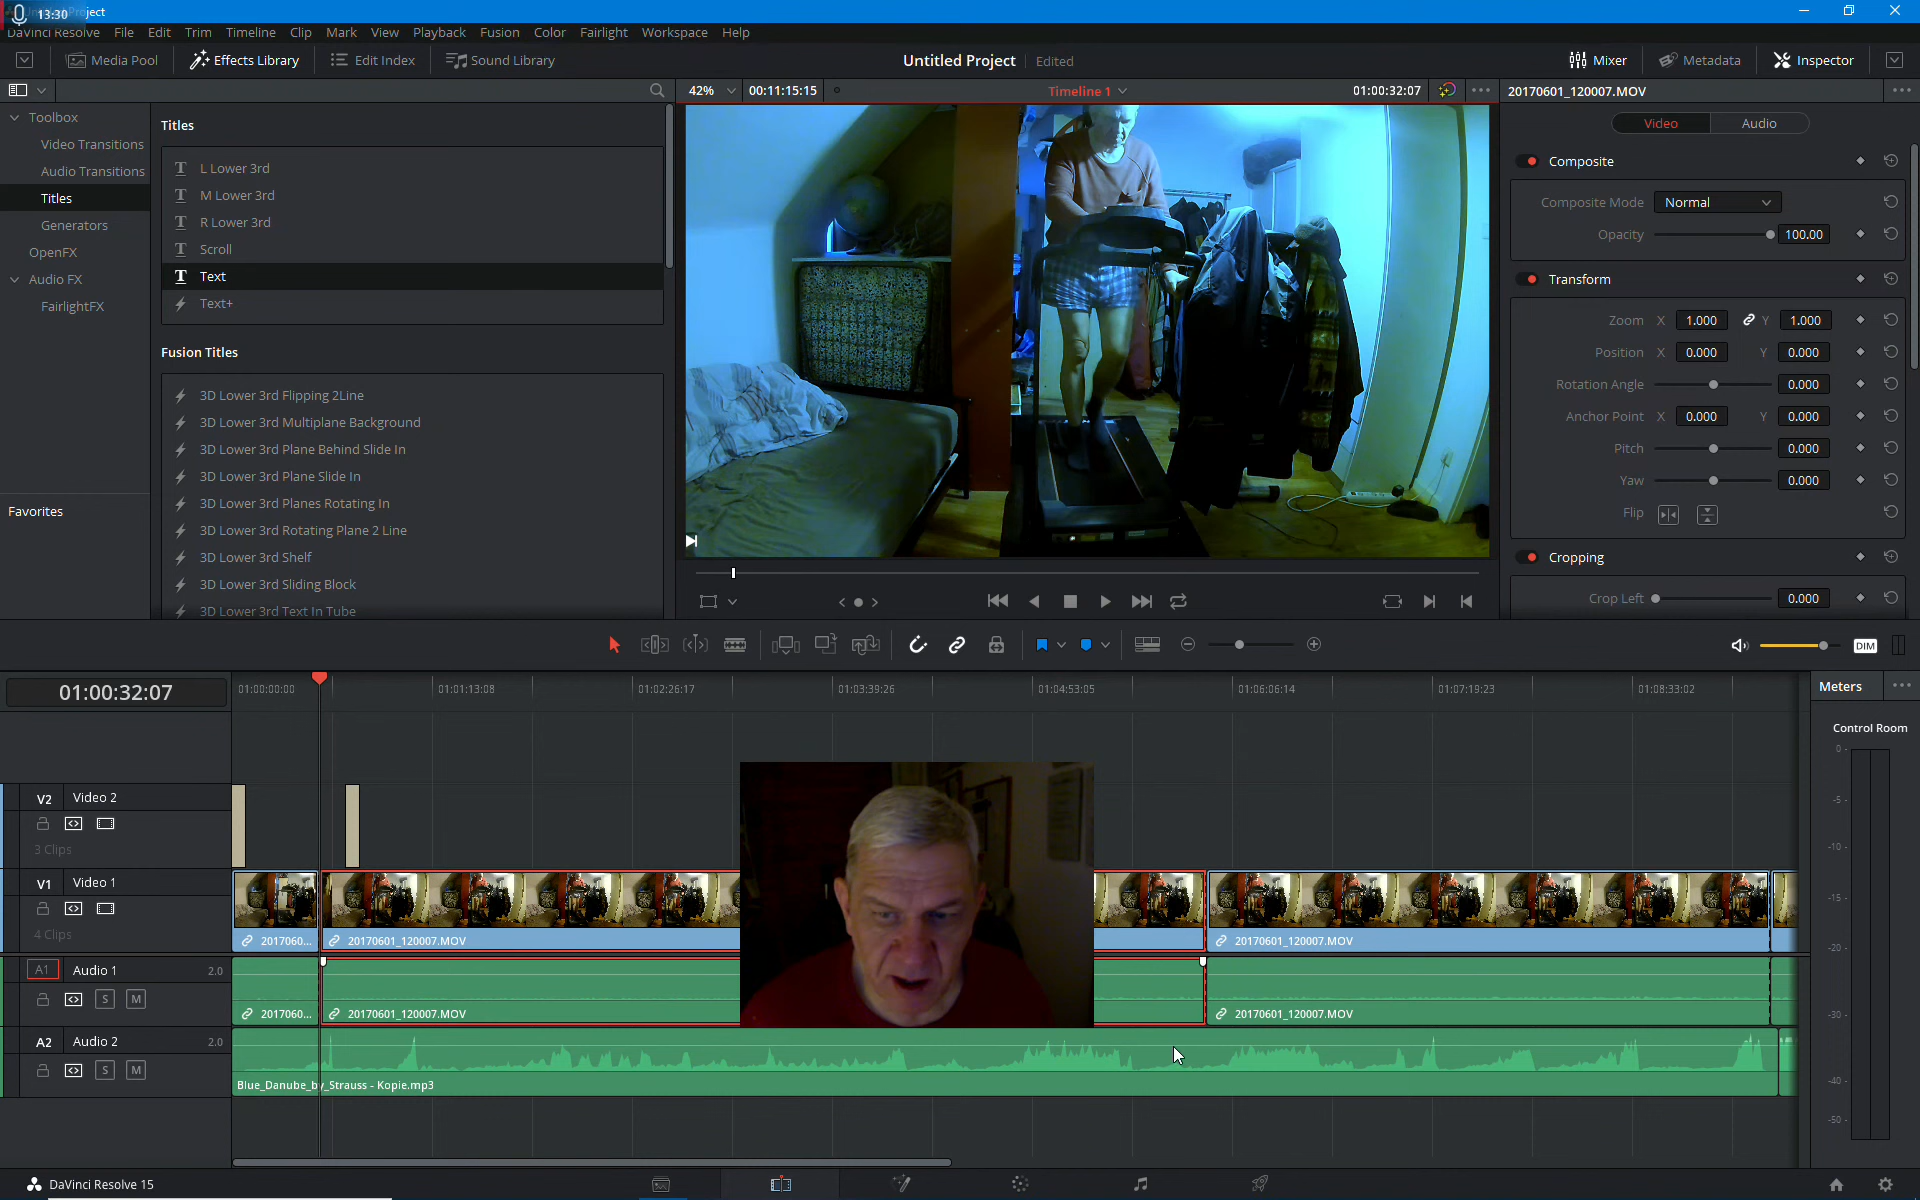 13:30
ject
DaVinci Resolve File Edit Trim Timeline Clip Mark View Playback Fusion Color Fairlight Workspace Help
Media Pool Effects Library Edit Index Sound Library Untitled Project Edited Mixer Metadata Inspector
42% 00:11:15:15 Timeline 1 01:00:32:07 20170601_120007.MOV
Toolbox
Video Transitions
Audio Transitions
Titles
Generators
OpenFX
Audio FX
FairlightFX
Favorites
Titles
L Lower 3rd
M Lower 3rd
R Lower 3rd
Scroll
Text
Text+
Fusion Titles
3D Lower 3rd Flipping 2Line
3D Lower 3rd Multiplane Background
3D Lower 3rd Plane Behind Slide In
3D Lower 3rd Plane Slide In
3D Lower 3rd Planes Rotating In
3D Lower 3rd Rotating Plane 2 Line
3D Lower 3rd Shelf
3D Lower 3rd Sliding Block
3D Lower 3rd Text In Tube
Video Audio
Composite
Composite Mode Normal
Opacity 100.00
Transform
Zoom X 1.000 Y 1.000
Position X 0.000 Y 0.000
Rotation Angle 0.000
Anchor Point X 0.000 Y 0.000
Pitch 0.000
Yaw 0.000
Flip
Cropping
Crop Left 0.000
DIM
01:00:32:07 01:00:00:00 01:01:13:08 01:02:26:17 01:03:39:26 01:04:53:05 01:06:06:14 01:07:19:23 01:08:33:02
Meters
Control Room
0
-5
-10
-15
-20
-30
-40
-50
V2 Video 2
3 Clips
V1 Video 1
4 Clips
2017060... 20170601_120007.MOV 20170601_120007.MOV
A1 Audio 1 2.0
S M
2017060... 20170601_120007.MOV 20170601_120007.MOV
A2 Audio 2 2.0
S M
Blue_Danube_by_Strauss - Kopie.mp3
DaVinci Resolve 15